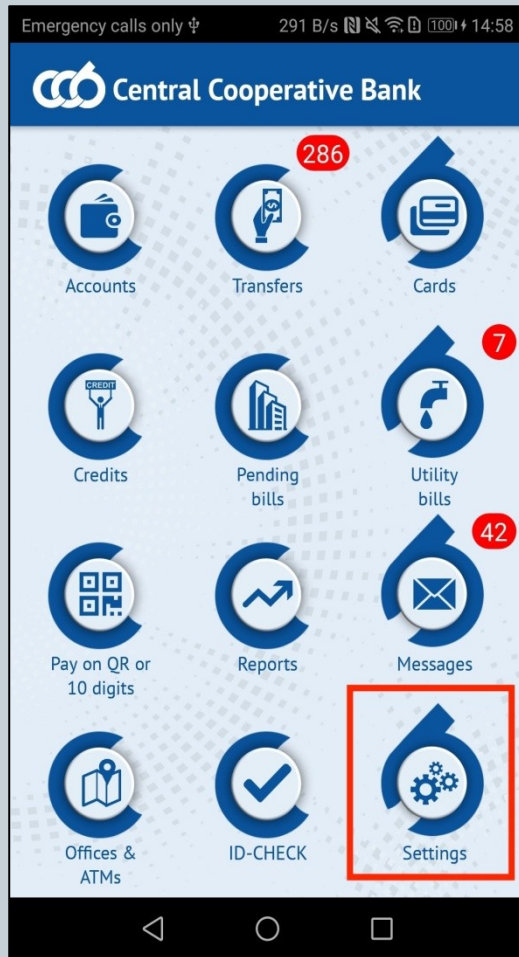 Emergency calls only 291 B/s 100 14:58
CCB Central Cooperative Bank
286
Accounts Transfers Cards
7
CREDIT
Credits Pending bills Utility bills
42
Pay on QR or 10 digits Reports Messages
Offices & ATMs ID-CHECK Settings